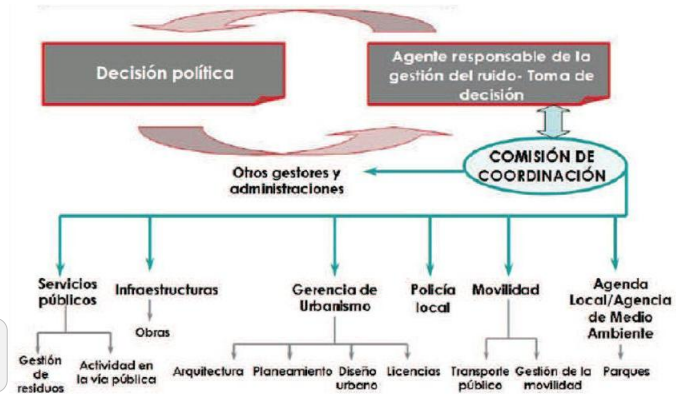 Decisión política
Agente responsable de la
gestión del ruido- Toma de
decisión
COMISIÓN DE
COORDINACIÓN
Otros gestores y
administraciones
Servicios
públicos
Infraestructuras
Gerencia de
Urbanismo
Policía
local
Movilidad
Agenda
Local/Agencia
de Medio
Ambiente
Obras
Gestión
de
residuos
Actividad en
la vía pública
Arquitectura
Planeamiento
Diseño
urbano
Licencias
Transporte
público
Gestión de la
movilidad
Parques